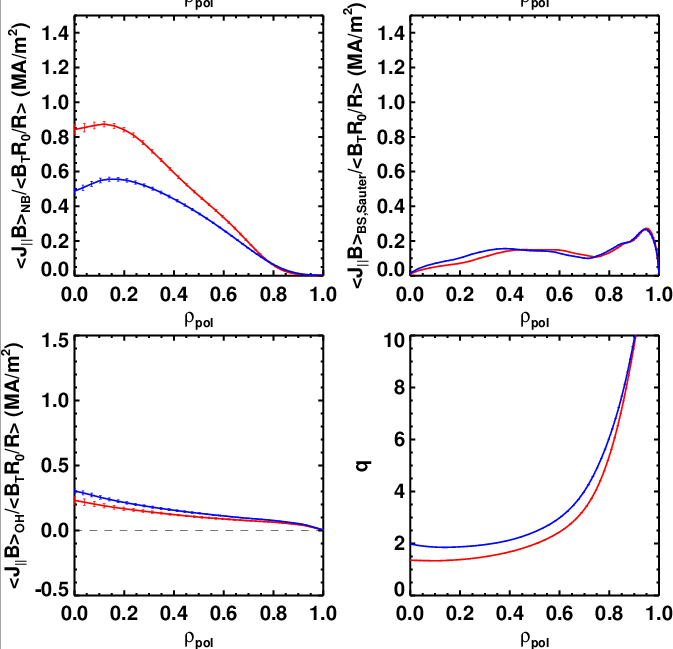 ρpol ρpol
<J||B>NB/<BTR0/R> (MA/m2)
1.4
1.2
1.0
0.8
0.6
0.4
0.2
0.0
0.0 0.2 0.4 0.6 0.8 1.0
ρpol
<J||B>BS,Sauter/<BTR0/R> (MA/m2)
1.4
1.2
1.0
0.8
0.6
0.4
0.2
0.0
0.0 0.2 0.4 0.6 0.8 1.0
ρpol
<J||B>OH/<BTR0/R> (MA/m2)
1.5
1.0
0.5
0.0
-0.5
0.0 0.2 0.4 0.6 0.8 1.0
ρpol
q
10
8
6
4
2
0
0.0 0.2 0.4 0.6 0.8 1.0
ρpol